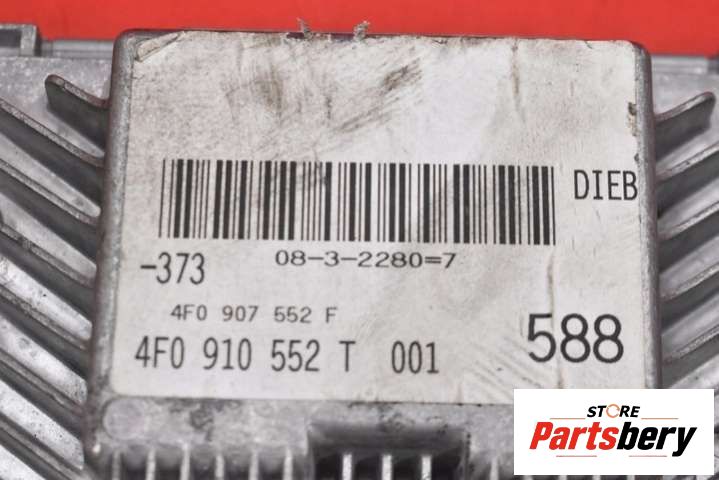 DIEB
08-3-2280=7
-373
4F0 907 552 F
588
4F0 910 552 T 001
STORE
Partsbery